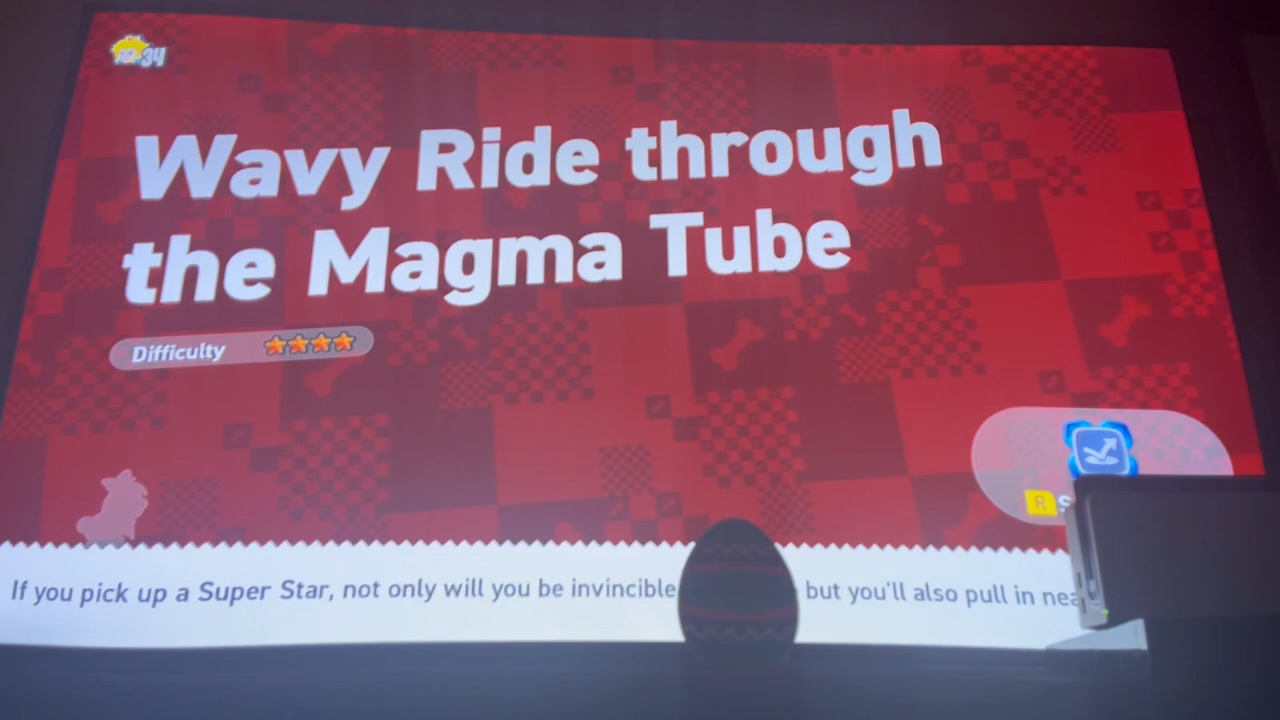 34
Wavy Ride through
the Magma Tube
Difficulty
R
If you pick up a Super Star, not only will you be invincible but you'll also pull in